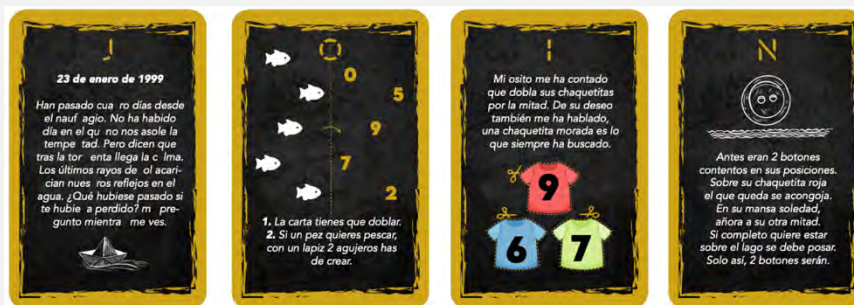 J
23 de enero de 1999
Han pasado cua ro días desde
el nauf agio. No ha habido
día en el qu no nos asole la
tempe tad. Pero dicen que
tras la tor enta llega la c lma.
Los últimos rayos de ol acari-
cian nues ros reflejos en el
agua. ¿Qué hubiese pasado si
te hubie a perdido? m pre-
gunto mientra me ves.
O
0
5
9
7
2
1. La carta tienes que doblar.
2. Si un pez quieres pescar,
con un lapiz 2 agujeros has
de crear.
I
Mi osito me ha contado
que dobla sus chaquetitas
por la mitad. De su deseo
también me ha hablado,
una chaquetita morada es lo
que siempre ha buscado.
9
6
7
N
Antes eran 2 botones
contentos en sus posiciones.
Sobre su chaquetita roja
el que queda se acongoja.
En su mansa soledad,
añora a su otra mitad.
Si completo quiere estar
sobre el lago se debe posar.
Solo así, 2 botones serán.